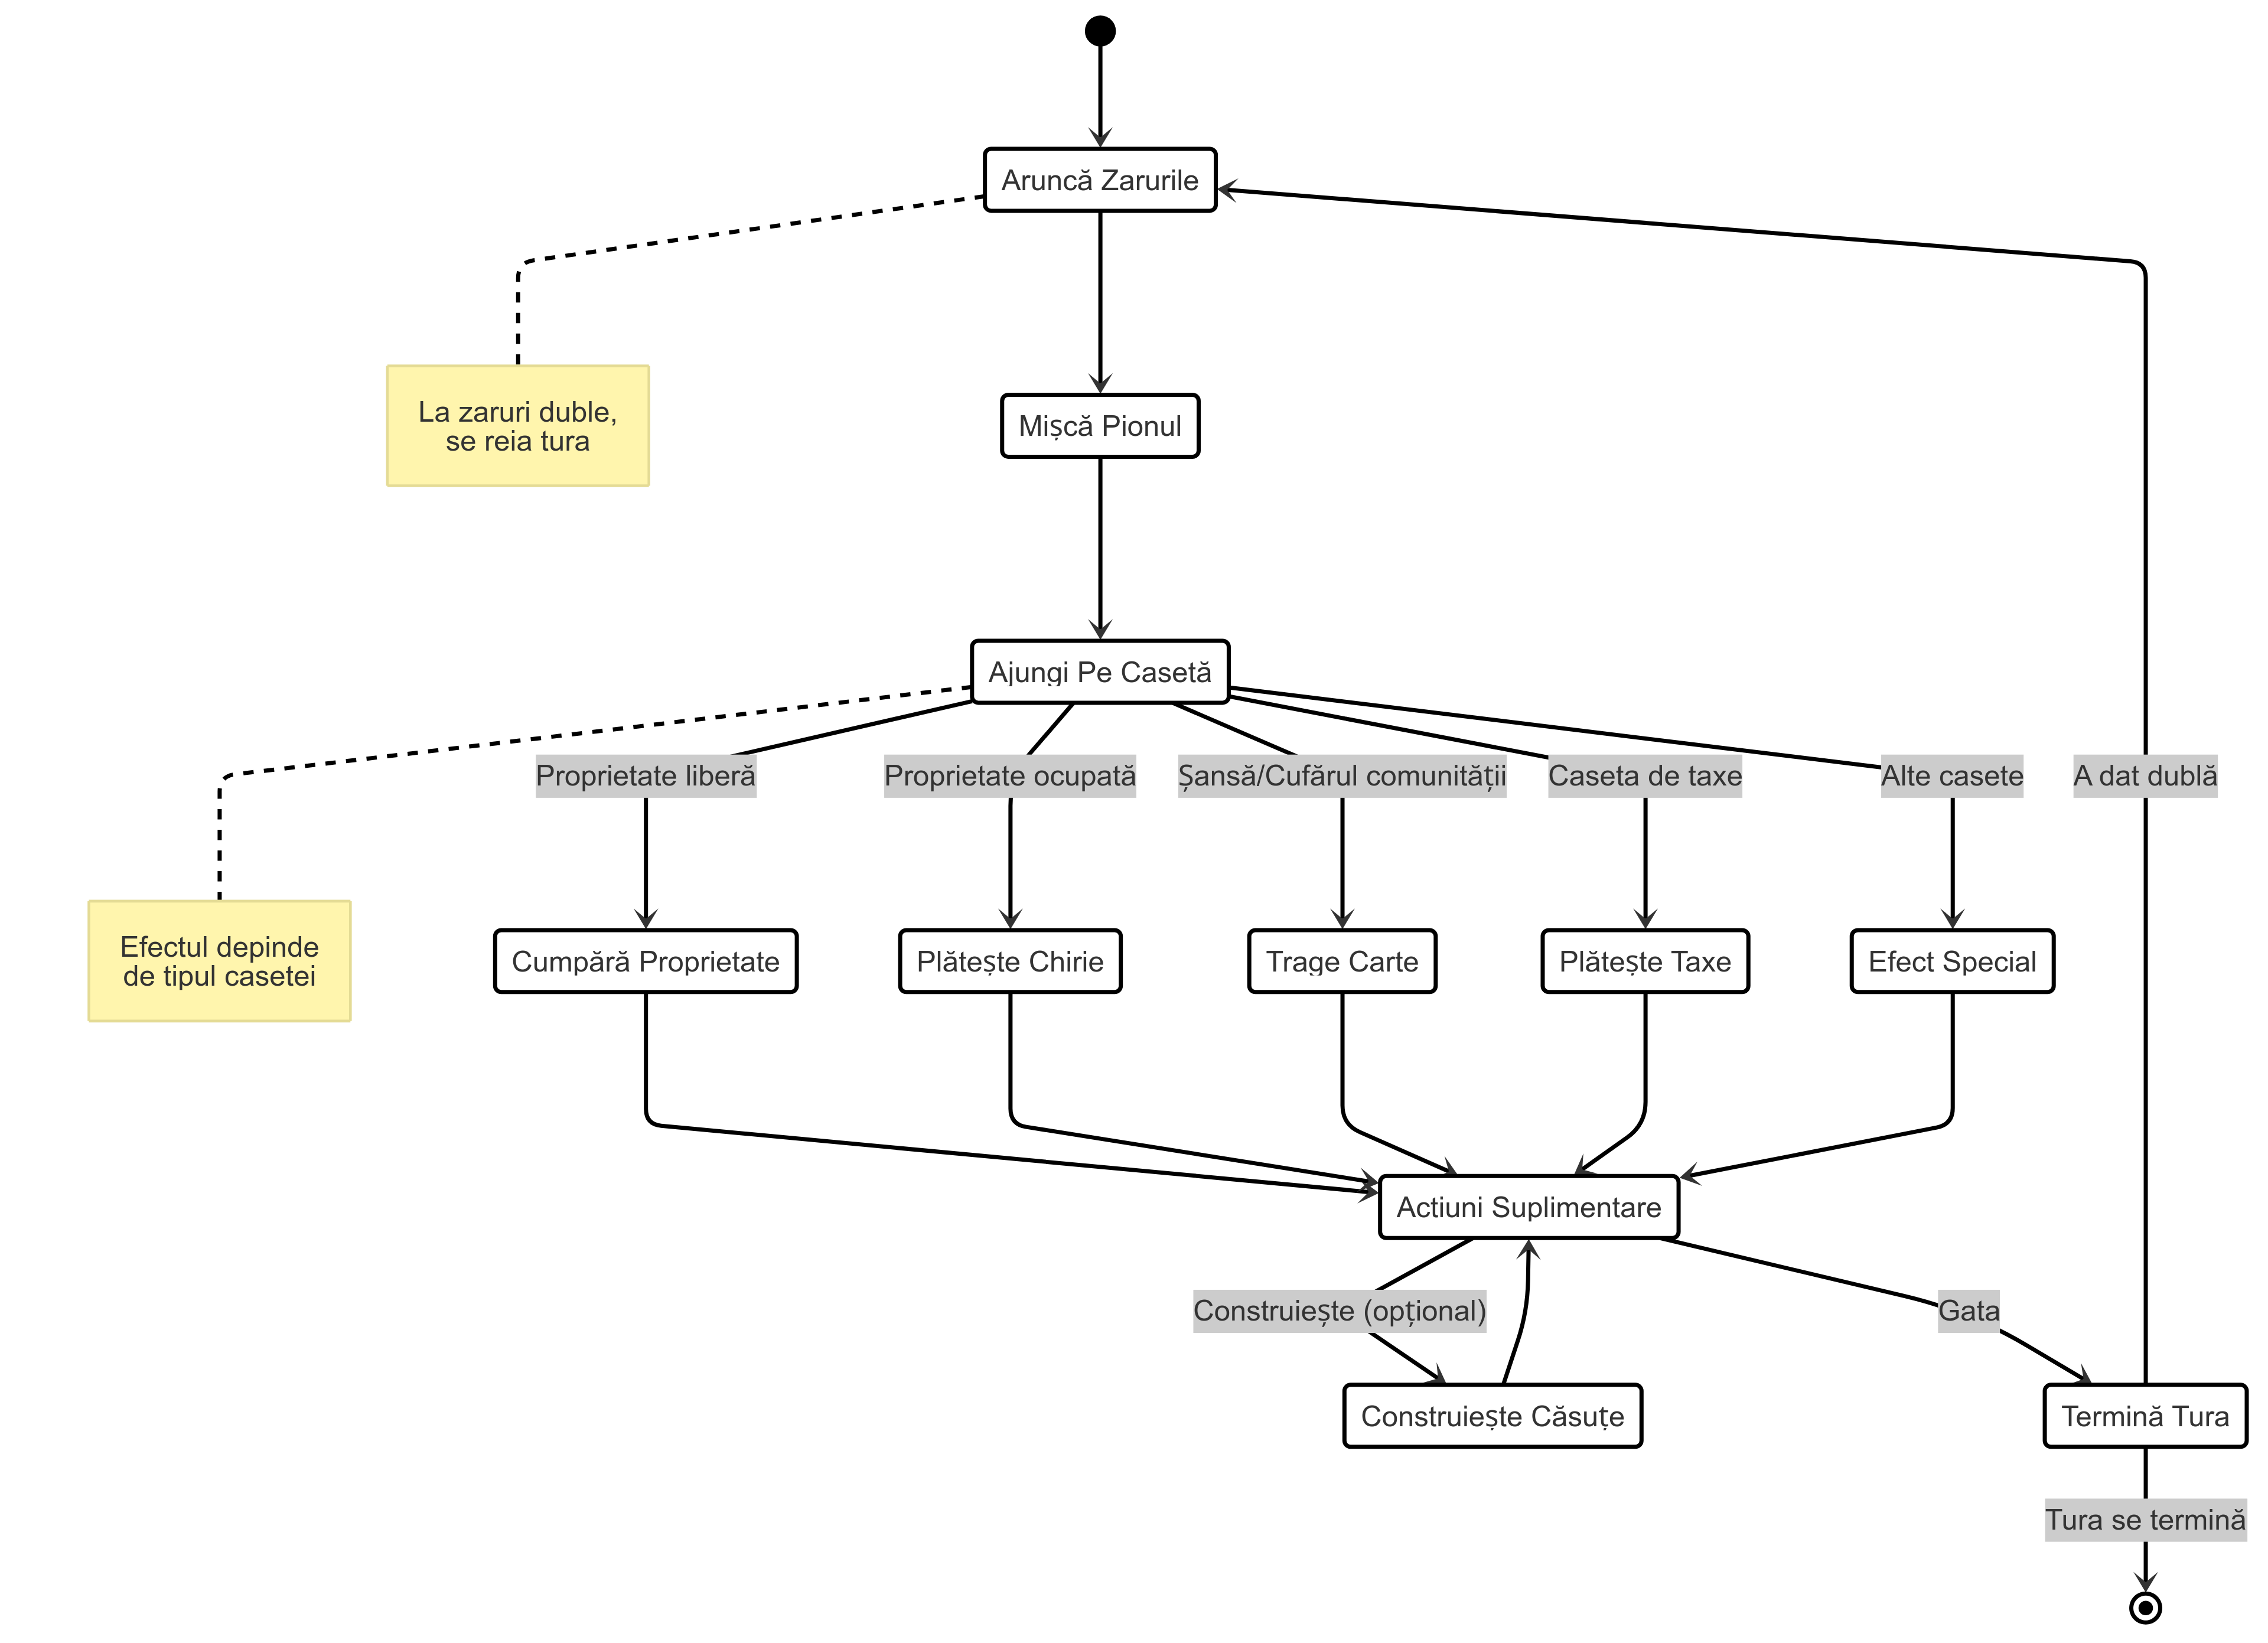 Aruncă Zarurile
La zaruri duble,
se reia tura
Mișcă Pionul
Ajungi Pe Casetă
Proprietate liberă
Proprietate ocupată
Șansă/Cufărul comunității
Caseta de taxe
Alte casete
A dat dublă
Efectul depinde
de tipul casetei
Cumpără Proprietate
Plătește Chirie
Trage Carte
Plătește Taxe
Efect Special
Actiuni Suplimentare
Construiește (opțional)
Gata
Construiește Căsuțe
Termină Tura
Tura se termină